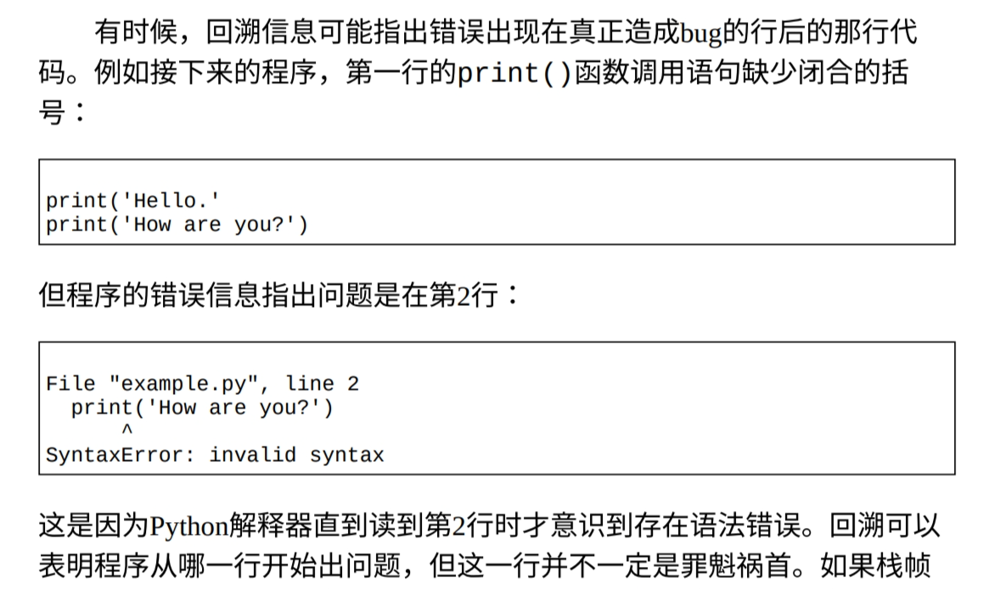 有时候，回溯信息可能指出错误出现在真正造成bug的行后的那行代
码。例如接下来的程序，第一行的print()函数调用语句缺少闭合的括
号：
print('Hello.'
print('How are you?')
但程序的错误信息指出问题是在第2行：
File "example.py", line 2
  print('How are you?')
      ^
SyntaxError: invalid syntax
这是因为Python解释器直到读到第2行时才意识到存在语法错误。回溯可以
表明程序从哪一行开始出问题，但这一行并不一定是罪魁祸首。如果栈帧